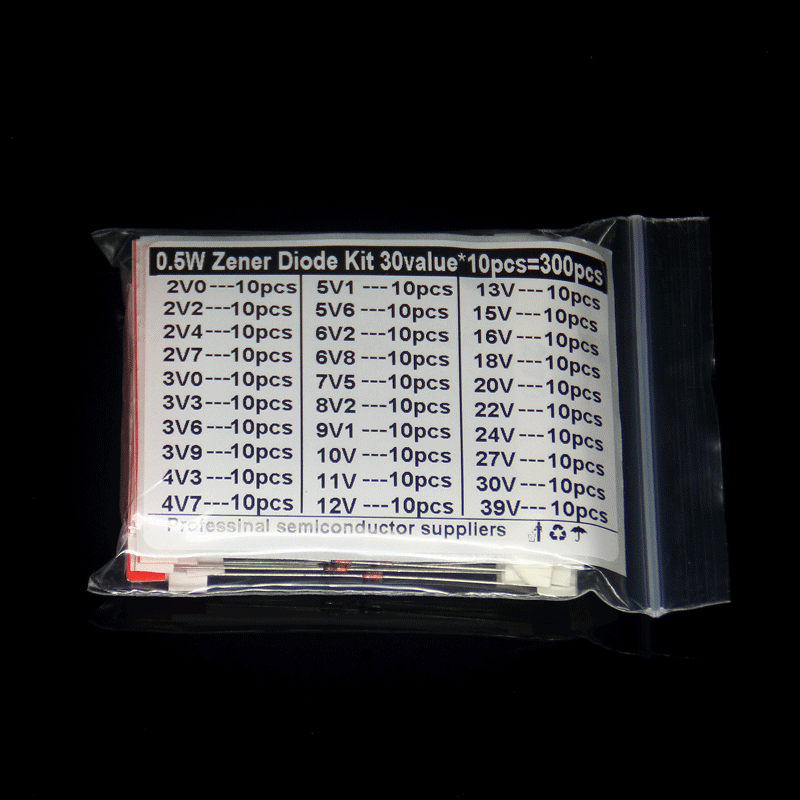 0.5W Zener Diode Kit 30value*10pcs=300pcs
2V0---10pcs
2V2---10pcs
2V4---10pcs
2V7---10pcs
3V0---10pcs
3V3---10pcs
3V6---10pcs
3V9---10pcs
4V3---10pcs
4V7---10pcs
5V1 ---10pcs
5V6 ---10pcs
6V2 ---10pcs
6V8 ---10pcs
7V5 ---10pcs
8V2 ---10pcs
9V1 ---10pcs
10V ---10pcs
11V ---10pcs
12V ---10pcs
13V--- 10pcs
15V--- 10pcs
16V--- 10pcs
18V--- 10pcs
20V--- 10pcs
22V--- 10pcs
24V--- 10pcs
27V--- 10pcs
30V--- 10pcs
39V--- 10pcs
Professinal semiconductor suppliers